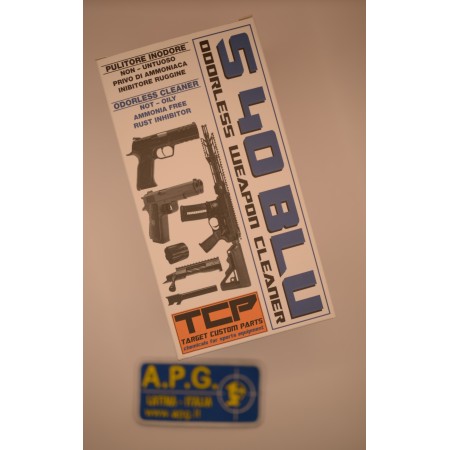 PULITORE INODORE
NON - UNTUOSO
PRIVO DI AMMONIACA
INIBITORE RUGGINE
ODORLESS CLEANER
NOT - OILY
AMMONIA FREE
RUST INHIBITOR
S 40 BLU
ODORLESS WEAPON CLEANER
TCP
TARGET CUSTOM PARTS
chemicals for sports equipment
A.P.G.
LATINA - ITALIA
www.apg.it